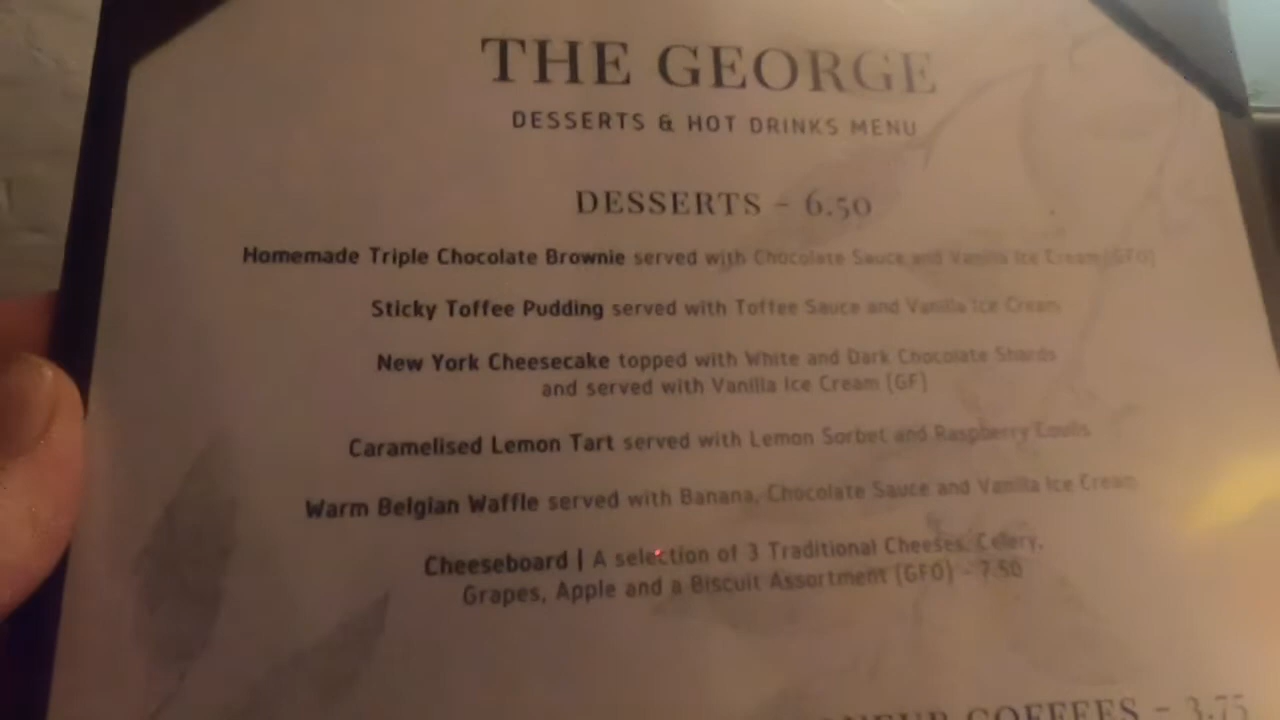 THE GEORGE
DESSERTS & HOT DRINKS MENU
DESSERTS - 6.50
Homemade Triple Chocolate Brownie served with Chocolate Sauce and Vanilla Ice Cream (GFO)
Sticky Toffee Pudding served with Toffee Sauce and Vanilla Ice Cream
New York Cheesecake topped with White and Dark Chocolate Shards
and served with Vanilla Ice Cream (GF)
Caramelised Lemon Tart served with Lemon Sorbet and Raspberry Coulis
Warm Belgian Waffle served with Banana, Chocolate Sauce and Vanilla Ice Cream
Cheeseboard | A selection of 3 Traditional Cheeses, Celery,
Grapes, Apple and a Biscuit Assortment (GFO) - 7.50
COFFEES - 3.75